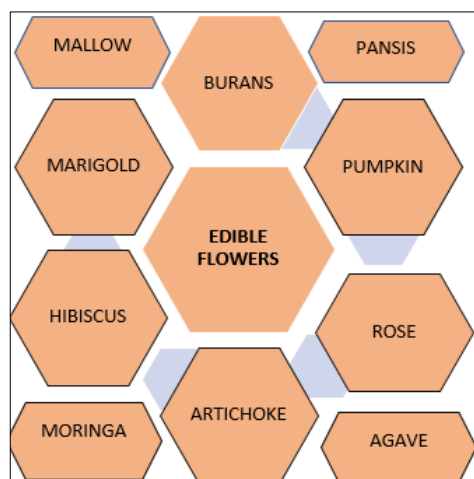 MALLOW
BURANS
PANSIS
MARIGOLD
PUMPKIN
EDIBLE
FLOWERS
HIBISCUS
ROSE
ARTICHOKE
MORINGA
AGAVE